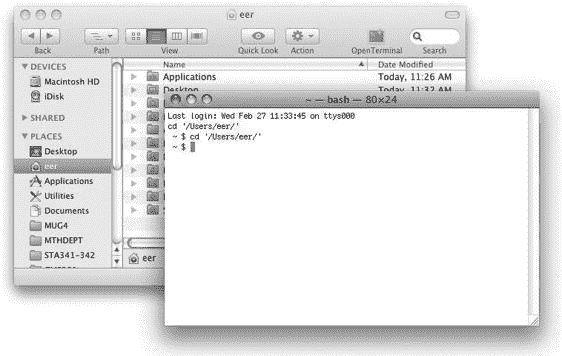 eer
Back
Path
View
Quick Look
Action
OpenTerminal
Search
Name
Date Modified
DEVICES
Macintosh HD
iDisk
SHARED
PLACES
Desktop
eer
Applications
Utilities
Documents
MUG4
MTHDEPT
STA341-342
Applications
Today, 11:26 AM
Desktop
Today, 11:32 AM
~ — bash — 80×24
Last login: Wed Feb 27 11:33:45 on ttys000
cd '/Users/eer/'
~ $ cd '/Users/eer/'
~ $
eer